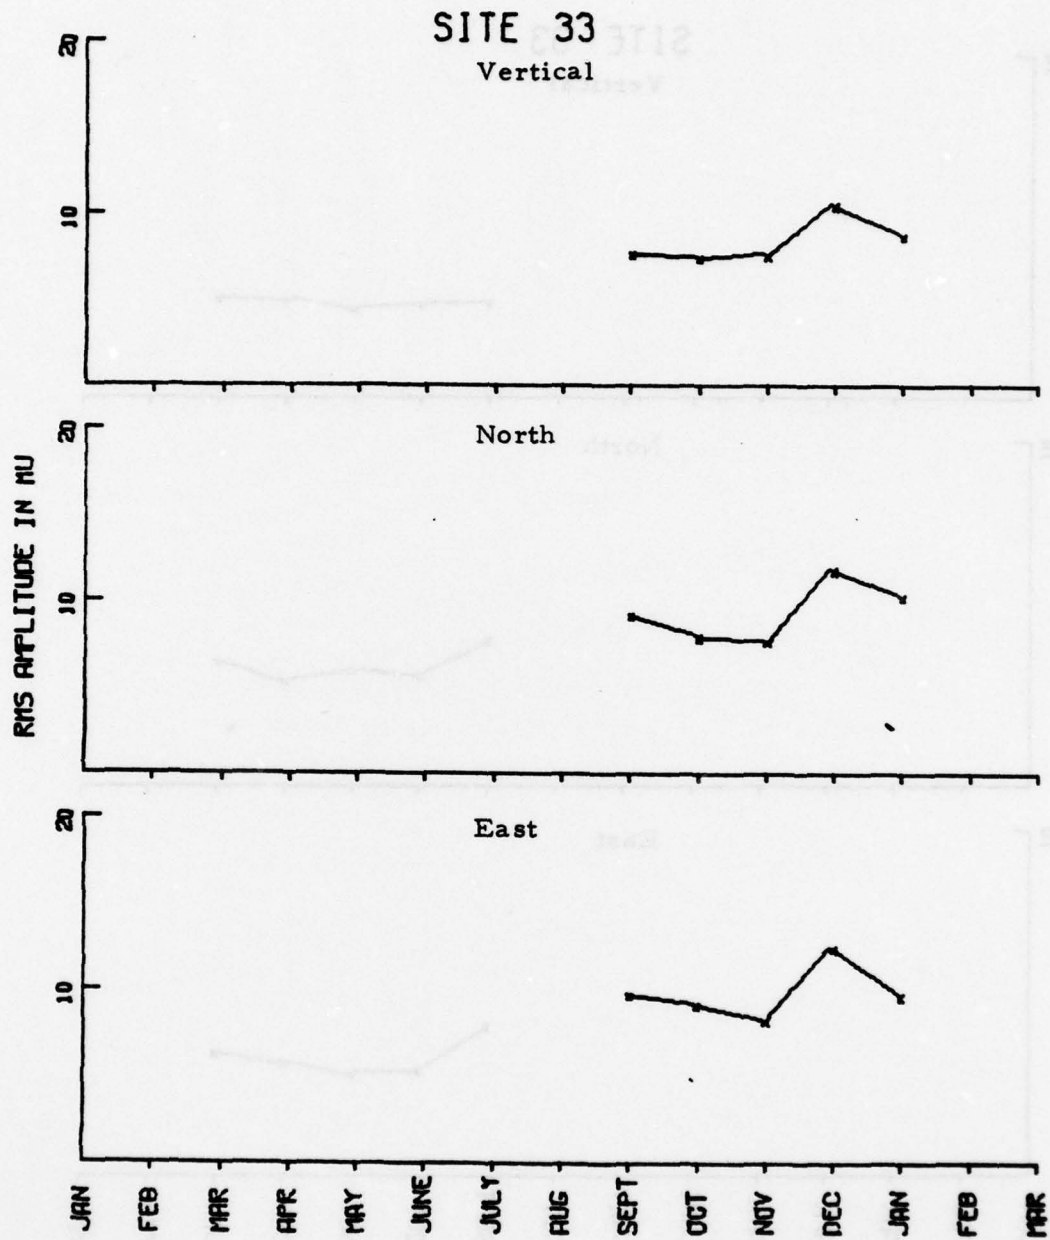 SITE 33
Vertical
20
10
North
20
10
RMS AMPLITUDE IN MU
East
20
10
JAN FEB MAR APR MAY JUNE JULY AUG SEPT OCT NOV DEC JAN FEB MAR